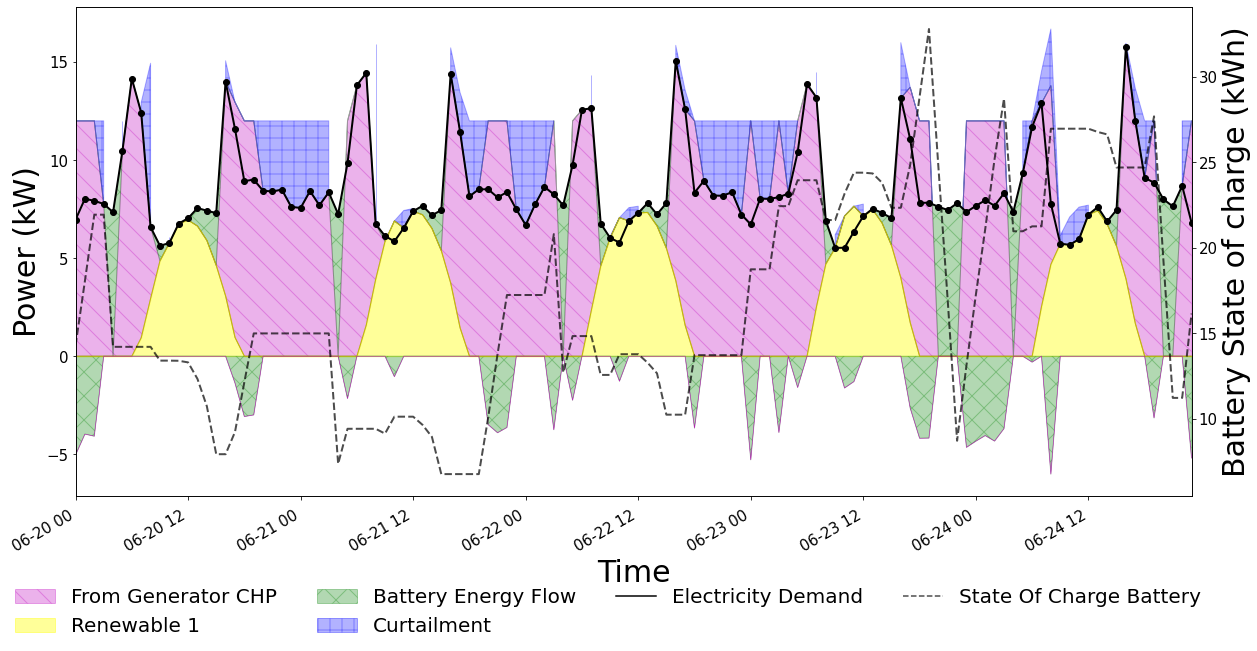 Power (kW)
15
10
5
0
−5
30
25
20
15
10
Battery State of charge (kWh)
06-20 00
06-20 12
06-21 00
06-21 12
06-22 00
06-22 12
06-23 00
06-23 12
06-24 00
06-24 12
Time
From Generator CHP
Battery Energy Flow
Electricity Demand
State Of Charge Battery
Renewable 1
Curtailment